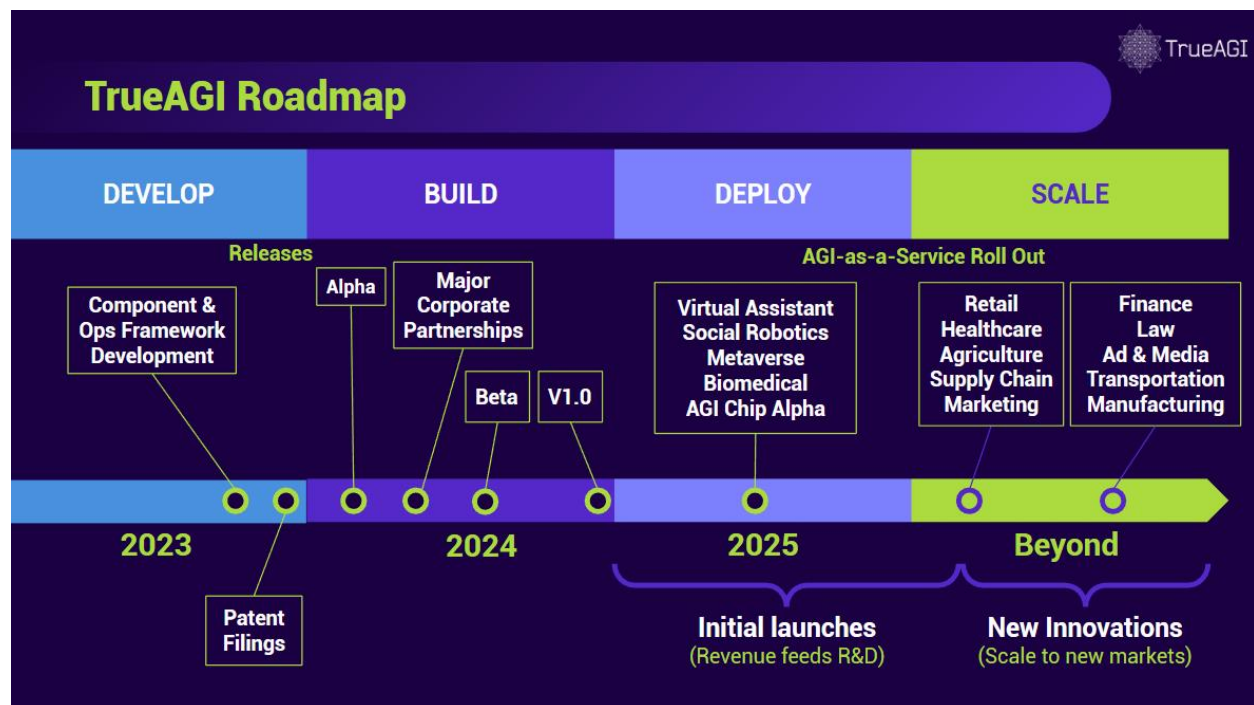 TrueAGI
TrueAGI Roadmap
DEVELOP
BUILD
DEPLOY
SCALE
Releases
AGI-as-a-Service Roll Out
Component &
Ops Framework
Development
Alpha
Major
Corporate
Partnerships
Beta
V1.0
Virtual Assistant
Social Robotics
Metaverse
Biomedical
AGI Chip Alpha
Retail
Healthcare
Agriculture
Supply Chain
Marketing
Finance
Law
Ad & Media
Transportation
Manufacturing
2023
2024
2025
Beyond
Patent
Filings
Initial launches
(Revenue feeds R&D)
New Innovations
(Scale to new markets)